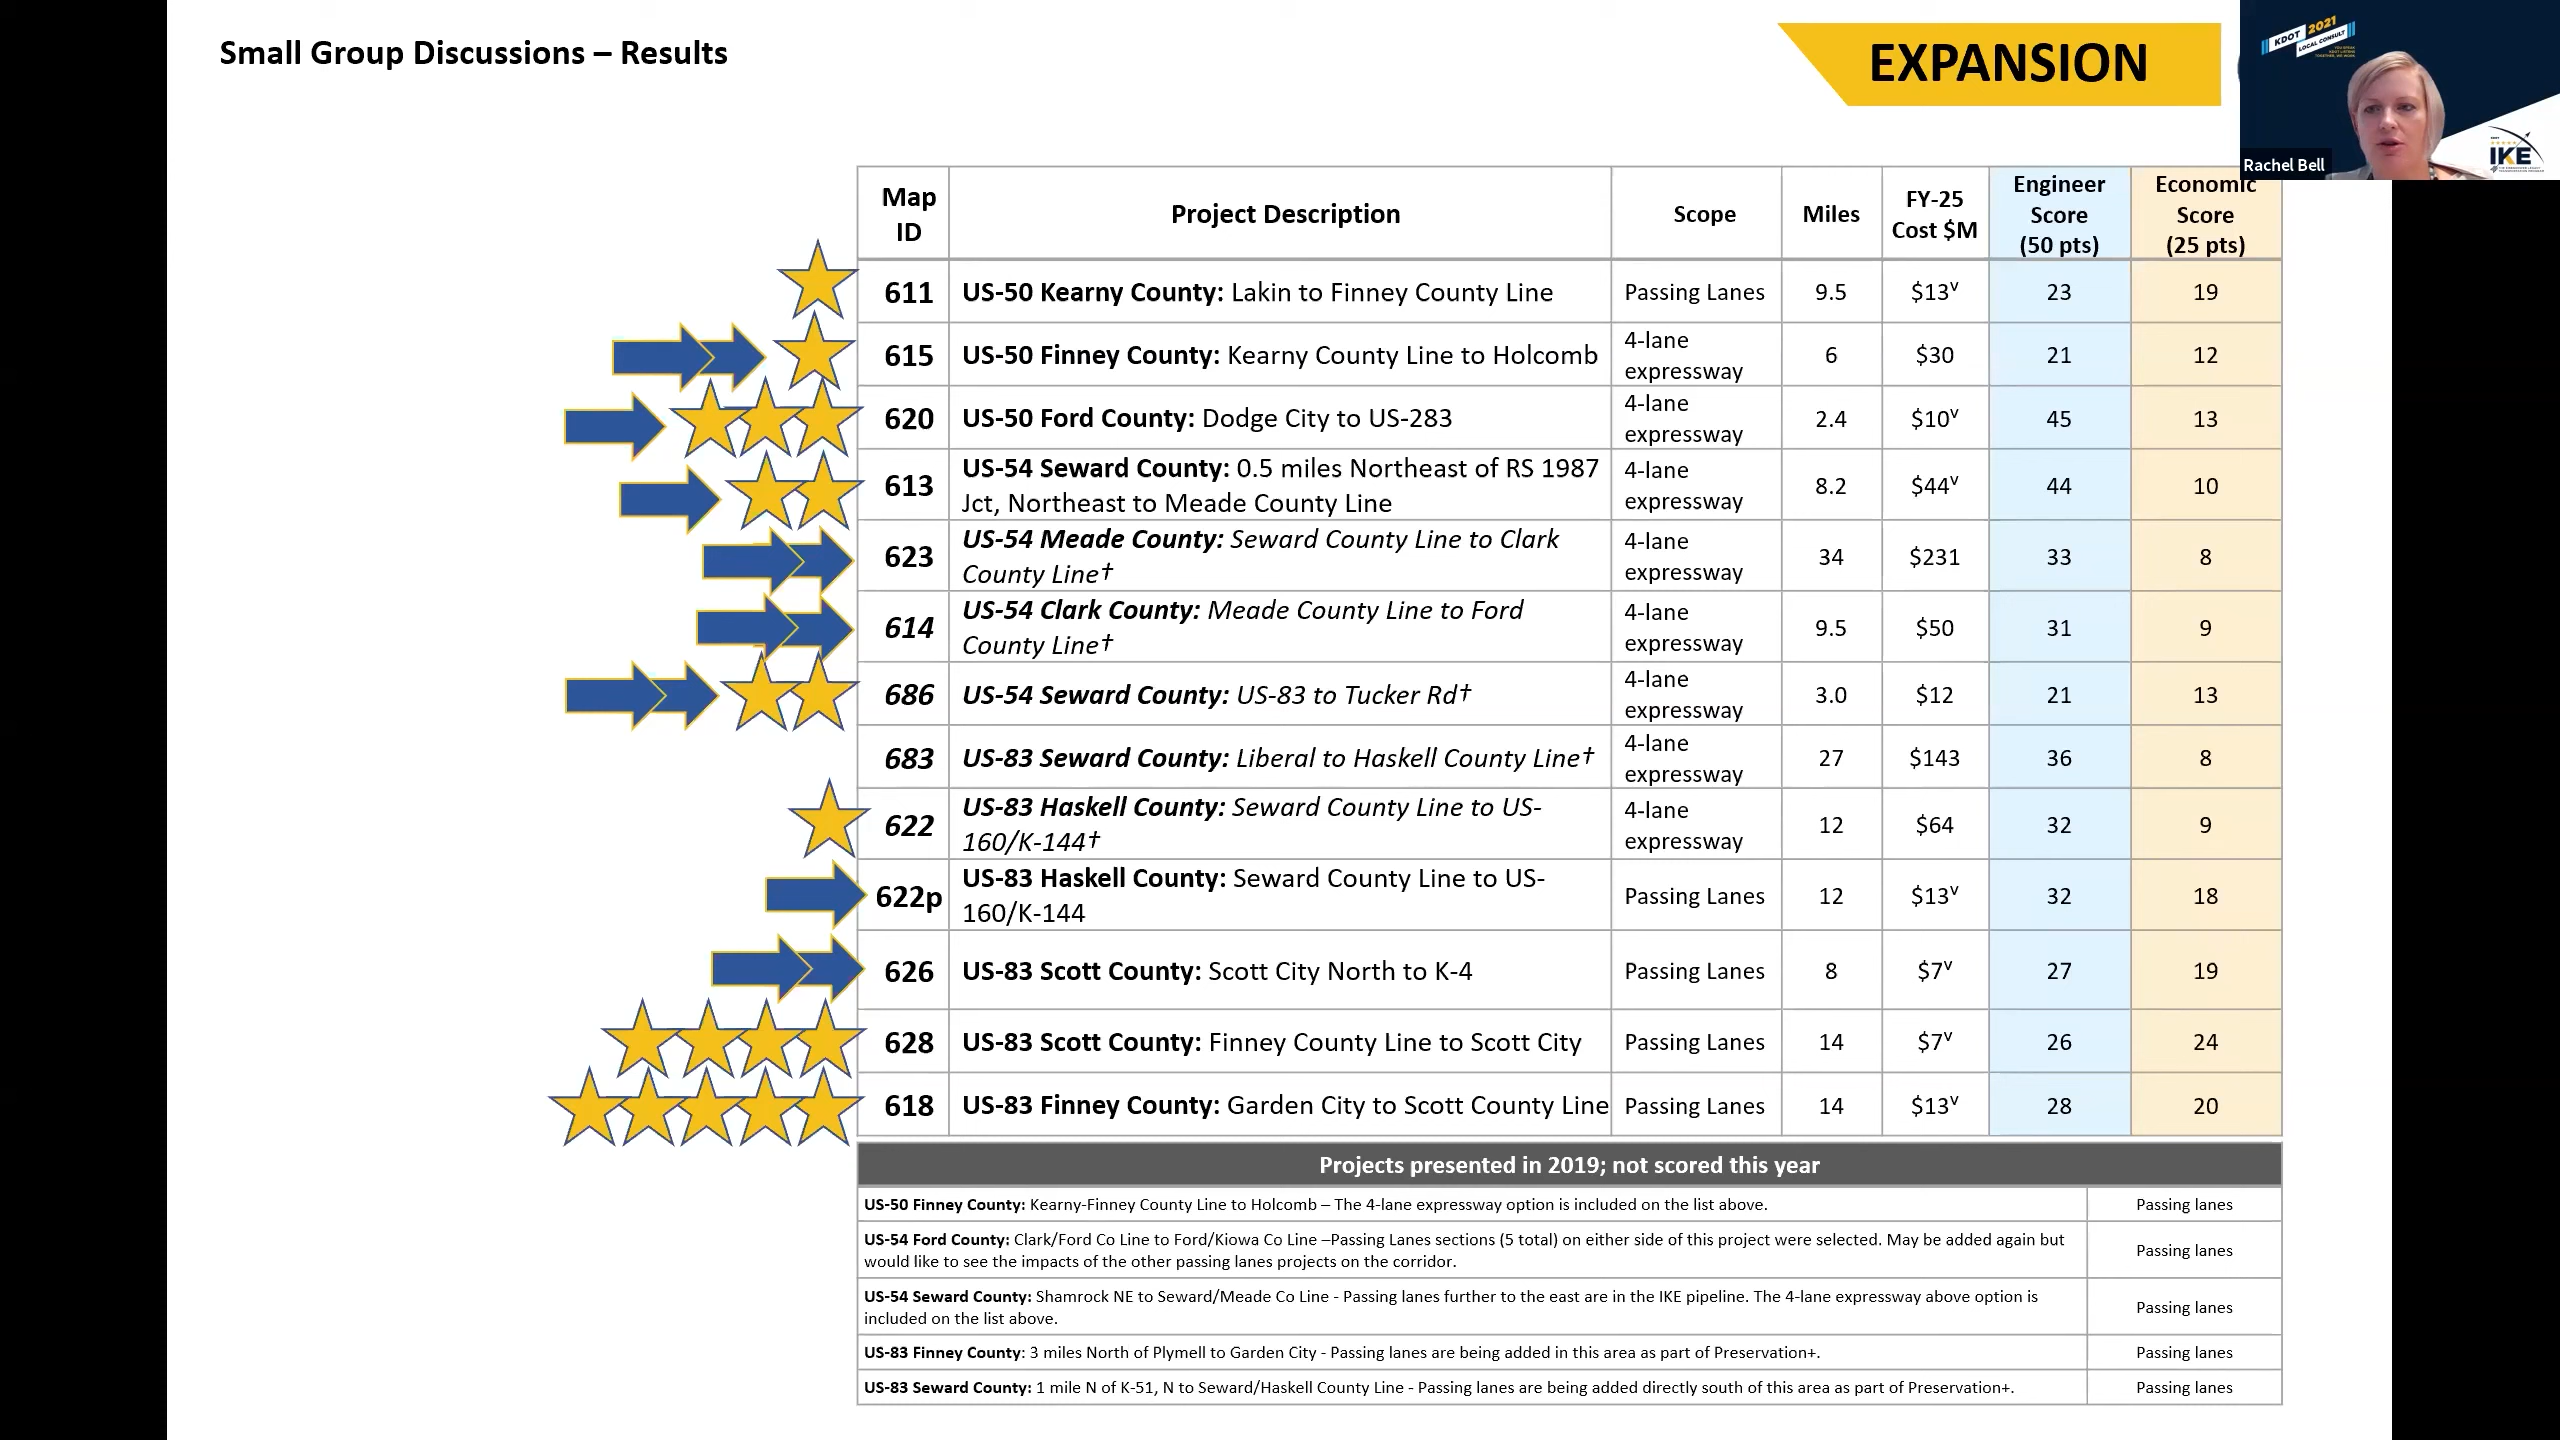 Small Group Discussions – Results
EXPANSION
KDOT 2021
LOCAL CONSULT
Rachel Bell
IKE
Map ID | Project Description | Scope | Miles | FY-25 Cost $M | Engineer Score (50 pts) | Economic Score (25 pts)
611 | US-50 Kearny County: Lakin to Finney County Line | Passing Lanes | 9.5 | $13ᵛ | 23 | 19
615 | US-50 Finney County: Kearny County Line to Holcomb | 4-lane expressway | 6 | $30 | 21 | 12
620 | US-50 Ford County: Dodge City to US-283 | 4-lane expressway | 2.4 | $10ᵛ | 45 | 13
613 | US-54 Seward County: 0.5 miles Northeast of RS 1987 Jct, Northeast to Meade County Line | 4-lane expressway | 8.2 | $44ᵛ | 44 | 10
623 | US-54 Meade County: Seward County Line to Clark County Line† | 4-lane expressway | 34 | $231 | 33 | 8
614 | US-54 Clark County: Meade County Line to Ford County Line† | 4-lane expressway | 9.5 | $50 | 31 | 9
686 | US-54 Seward County: US-83 to Tucker Rd† | 4-lane expressway | 3.0 | $12 | 21 | 13
683 | US-83 Seward County: Liberal to Haskell County Line† | 4-lane expressway | 27 | $143 | 36 | 8
622 | US-83 Haskell County: Seward County Line to US-160/K-144† | 4-lane expressway | 12 | $64 | 32 | 9
622p | US-83 Haskell County: Seward County Line to US-160/K-144 | Passing Lanes | 12 | $13ᵛ | 32 | 18
626 | US-83 Scott County: Scott City North to K-4 | Passing Lanes | 8 | $7ᵛ | 27 | 19
628 | US-83 Scott County: Finney County Line to Scott City | Passing Lanes | 14 | $7ᵛ | 26 | 24
618 | US-83 Finney County: Garden City to Scott County Line | Passing Lanes | 14 | $13ᵛ | 28 | 20
Projects presented in 2019; not scored this year
US-50 Finney County: Kearny-Finney County Line to Holcomb – The 4-lane expressway option is included on the list above. | Passing lanes
US-54 Ford County: Clark/Ford Co Line to Ford/Kiowa Co Line –Passing Lanes sections (5 total) on either side of this project were selected. May be added again but
would like to see the impacts of the other passing lanes projects on the corridor. | Passing lanes
US-54 Seward County: Shamrock NE to Seward/Meade Co Line - Passing lanes further to the east are in the IKE pipeline. The 4-lane expressway above option is
included on the list above. | Passing lanes
US-83 Finney County: 3 miles North of Plymell to Garden City - Passing lanes are being added in this area as part of Preservation+. | Passing lanes
US-83 Seward County: 1 mile N of K-51, N to Seward/Haskell County Line - Passing lanes are being added directly south of this area as part of Preservation+. | Passing lanes